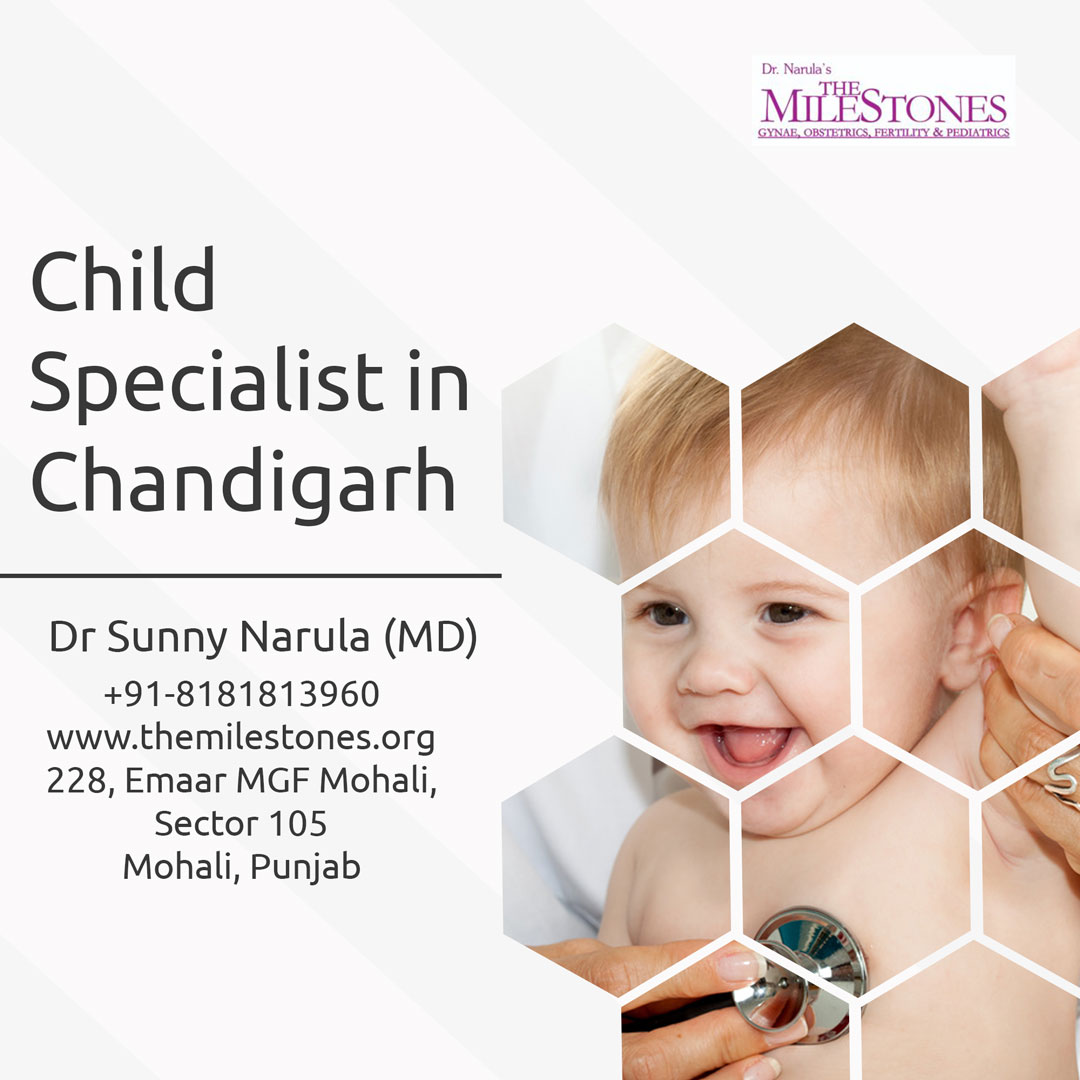 Dr. Narula's
THE
MILESTONES
GYNAE, OBSTETRICS, FERTILITY & PEDIATRICS
Child
Specialist in
Chandigarh
Dr Sunny Narula (MD)
+91-8181813960
www.themilestones.org
228, Emaar MGF Mohali,
Sector 105
Mohali, Punjab